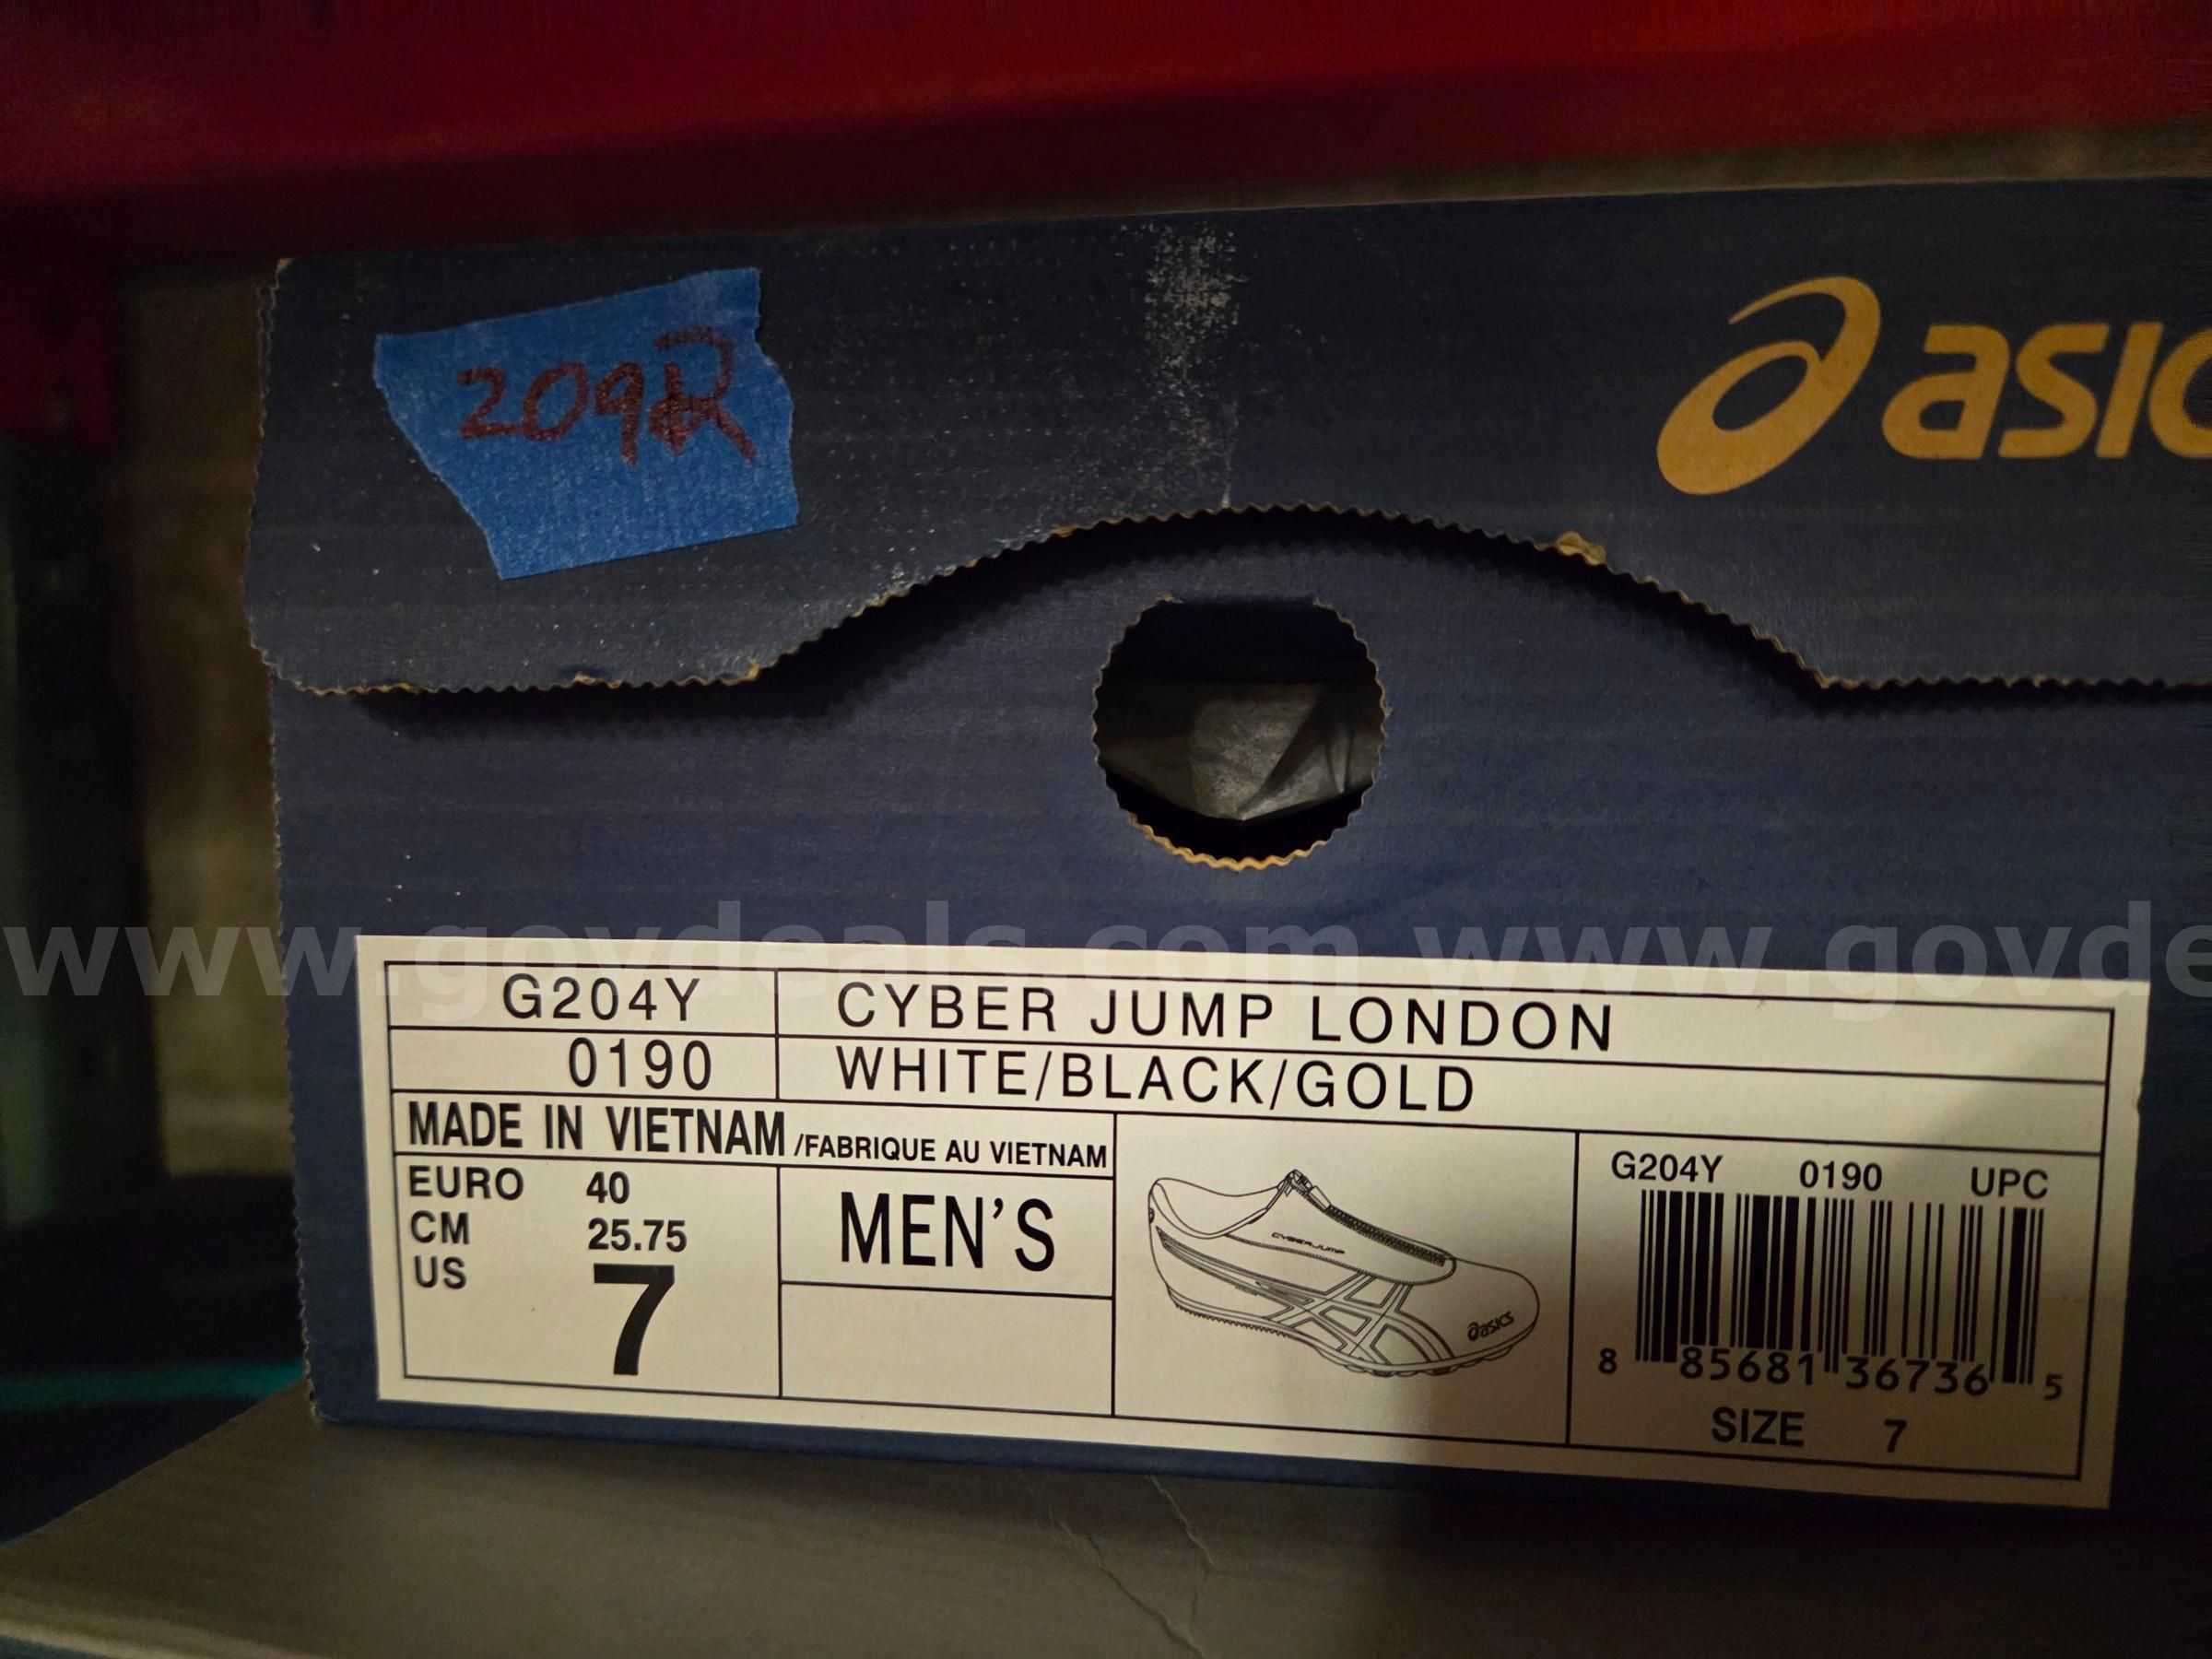 209R
asic
www.govdeals.com www.govde
G204Y CYBER JUMP LONDON
0190 WHITE/BLACK/GOLD
MADE IN VIETNAM /FABRIQUE AU VIETNAM
EURO 40
CM 25.75
US 7
MEN'S
CYBERJUMP
asics
G204Y 0190 UPC
8 85681 36736 5
SIZE 7